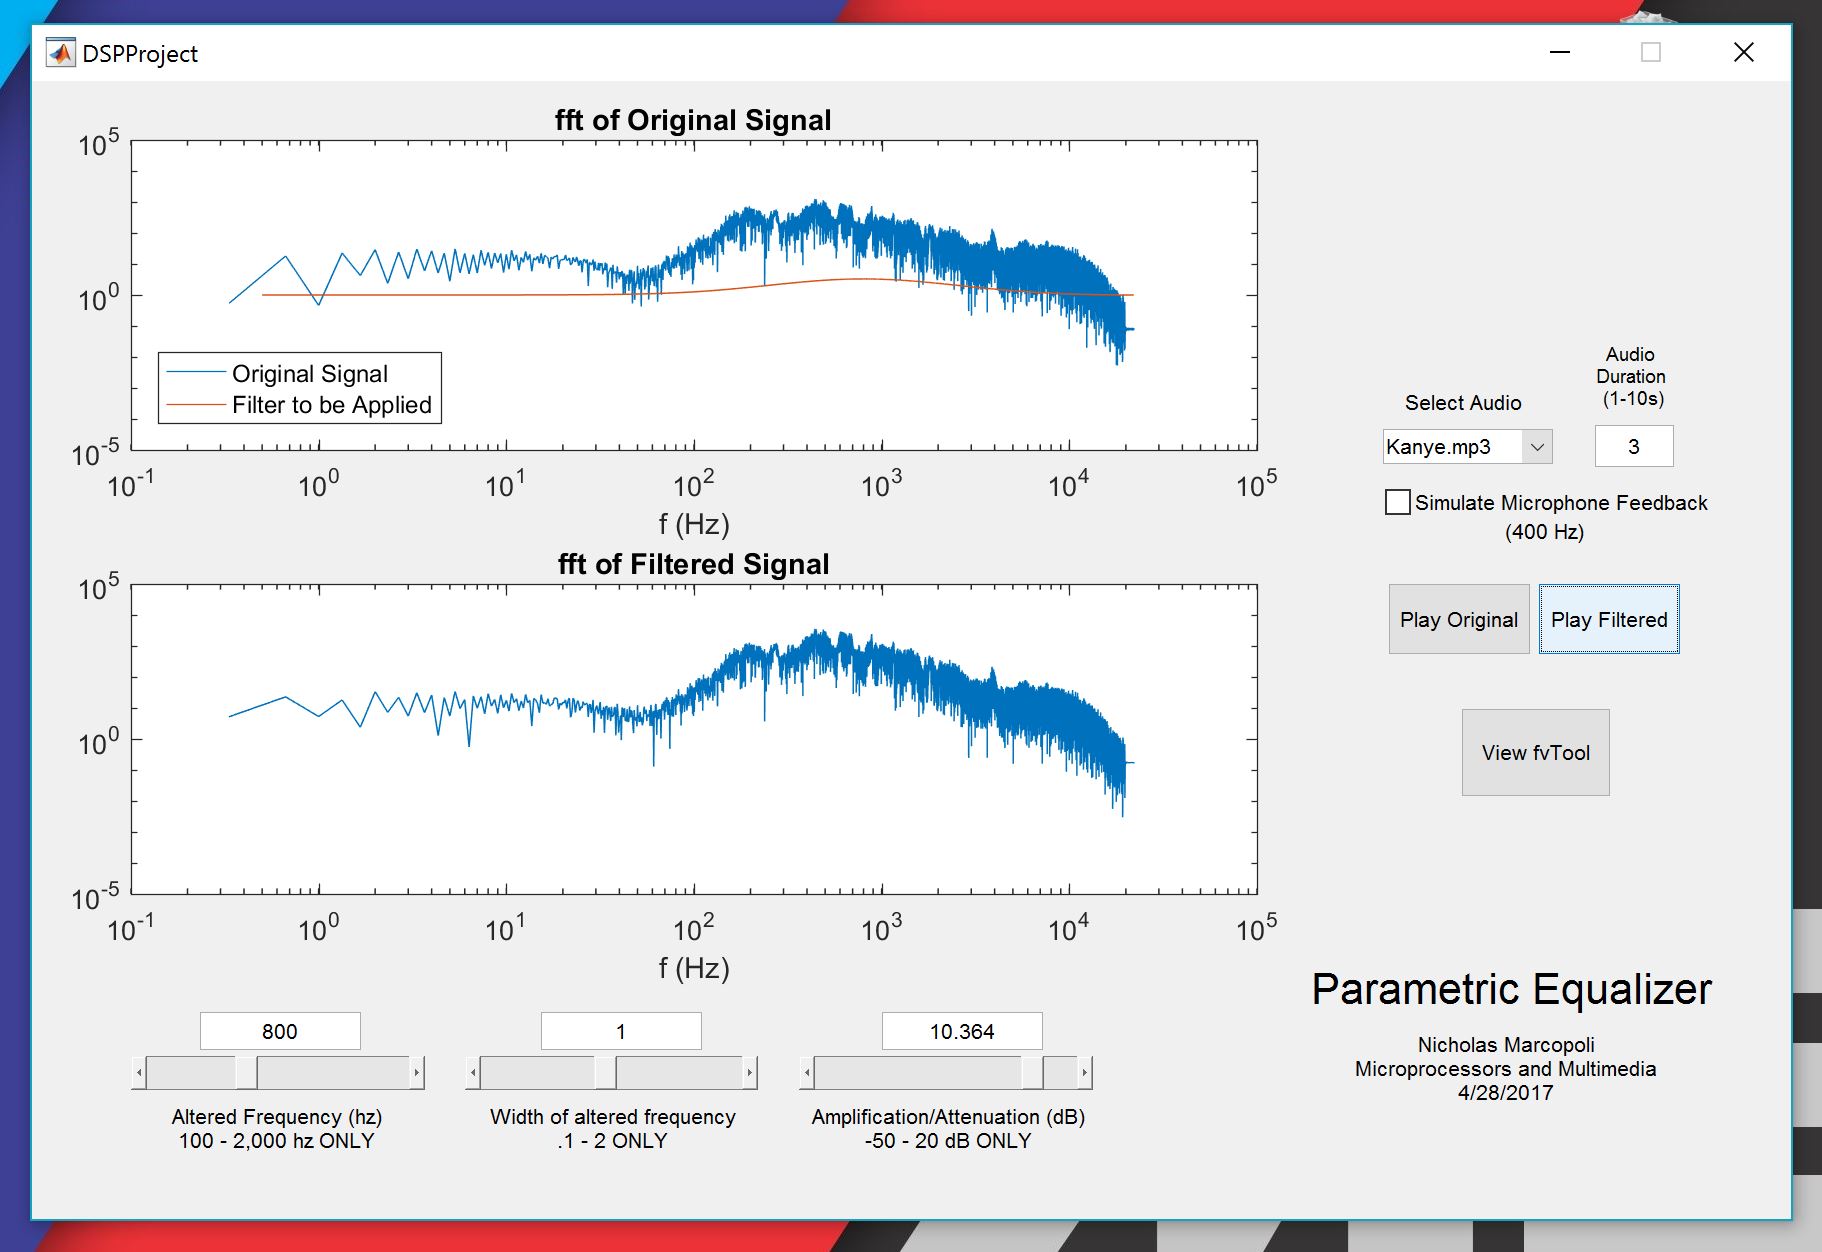 DSPProject
fft of Original Signal
10^5
10^0
10^-5
Original Signal
Filter to be Applied
10^-1 10^0 10^1 10^2 10^3 10^4 10^5
f (Hz)
fft of Filtered Signal
10^5
10^0
10^-5
10^-1 10^0 10^1 10^2 10^3 10^4 10^5
f (Hz)
800
Altered Frequency (hz)
100 - 2,000 hz ONLY
1
Width of altered frequency
.1 - 2 ONLY
10.364
Amplification/Attenuation (dB)
-50 - 20 dB ONLY
Select Audio
Kanye.mp3
Audio
Duration
(1-10s)
3
Simulate Microphone Feedback
(400 Hz)
Play Original
Play Filtered
View fvTool
Parametric Equalizer
Nicholas Marcopoli
Microprocessors and Multimedia
4/28/2017